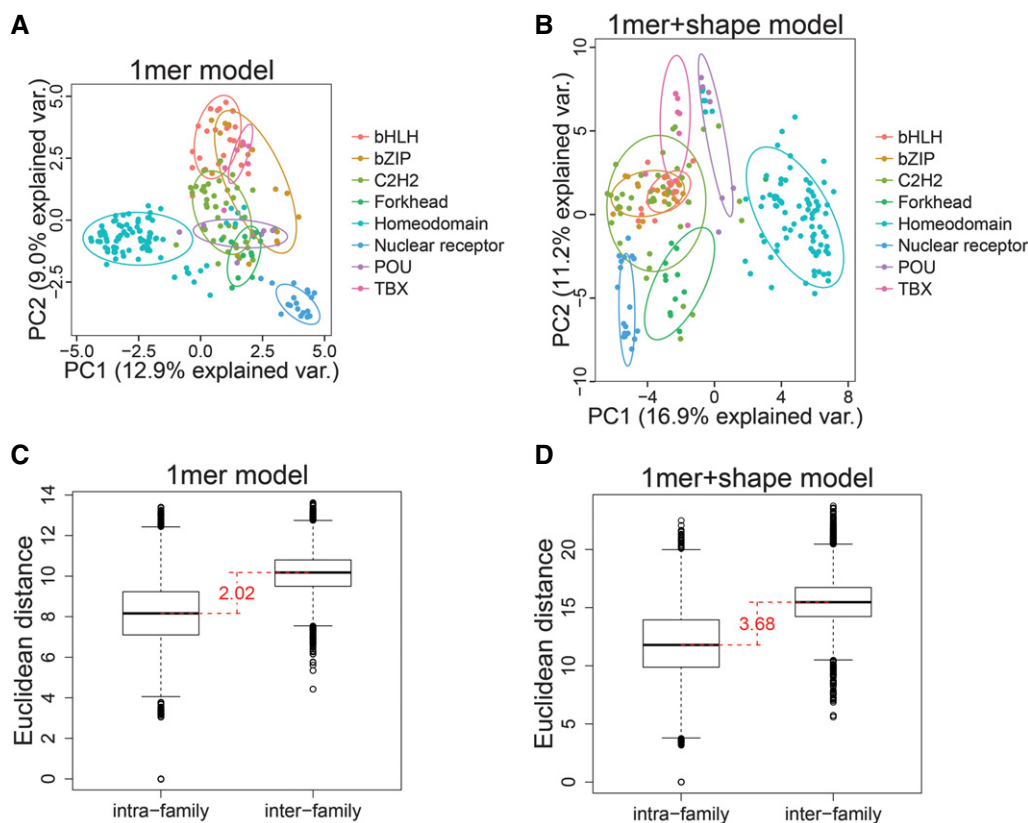 A
1mer model
PC2 (9.0% explained var.)
5.0
2.5
0.0
−2.5
−5.0
−2.5
0.0
2.5
5.0
PC1 (12.9% explained var.)
bHLH
bZIP
C2H2
Forkhead
Homeodomain
Nuclear receptor
POU
TBX
B
1mer+shape model
PC2 (11.2% explained var.)
10
5
0
−5
−10
−4
0
4
8
PC1 (16.9% explained var.)
bHLH
bZIP
C2H2
Forkhead
Homeodomain
Nuclear receptor
POU
TBX
C
1mer model
Euclidean distance
14
12
10
8
6
4
2
0
2.02
intra−family
inter−family
D
1mer+shape model
Euclidean distance
20
15
10
5
0
3.68
intra−family
inter−family